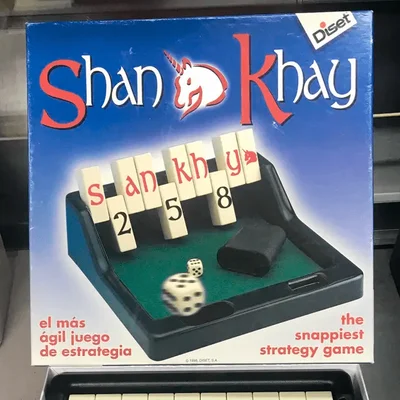 Diset
Shan Khay
s an kh y
2 5 8
el más
ágil juego
de estrategia
the
snappiest
strategy game